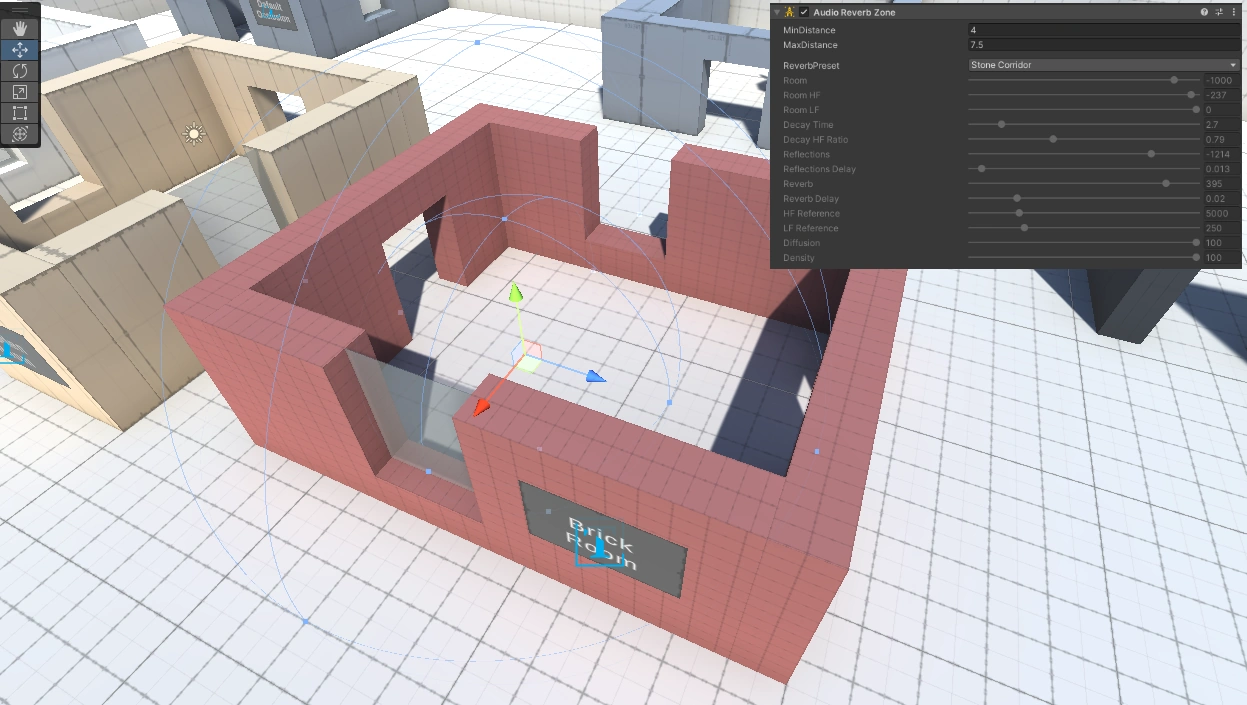 Default
Occlusion
Audio Reverb Zone
MinDistance 4
MaxDistance 7.5
ReverbPreset Stone Corridor
Room -1000
Room HF -237
Room LF 0
Decay Time 2.7
Decay HF Ratio 0.79
Reflections -1214
Reflections Delay 0.013
Reverb 395
Reverb Delay 0.02
HF Reference 5000
LF Reference 250
Diffusion 100
Density 100
Brick
Room